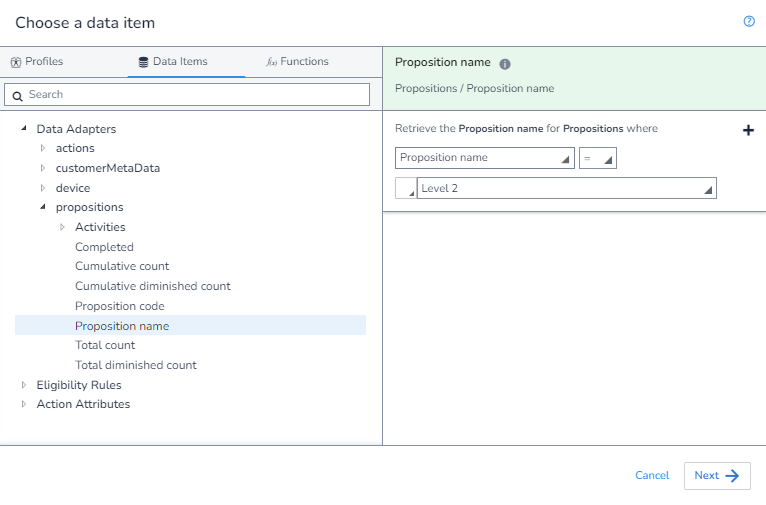 Choose a data item
?
Profiles
Data Items
f(x) Functions
Search
Data Adapters
actions
customerMetaData
device
propositions
Activities
Completed
Cumulative count
Cumulative diminished count
Proposition code
Proposition name
Total count
Total diminished count
Eligibility Rules
Action Attributes
Proposition name i
Propositions / Proposition name
Retrieve the Proposition name for Propositions where
Proposition name =
Level 2
Cancel Next